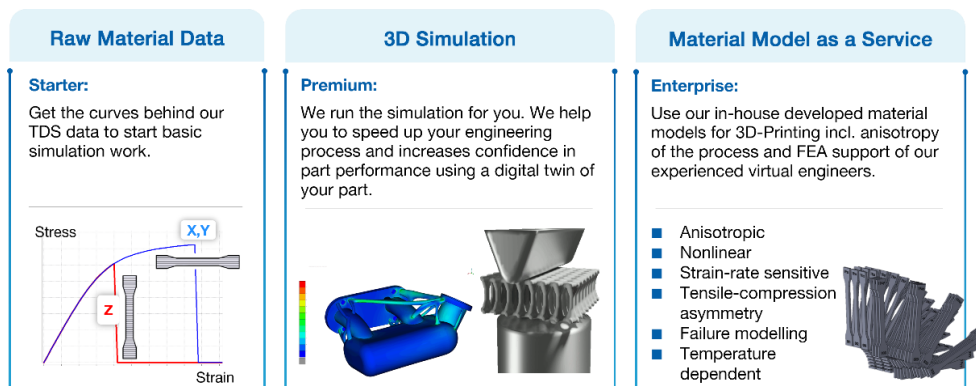 Raw Material Data
Starter:
Get the curves behind our
TDS data to start basic
simulation work.
Stress
X,Y
Z
Strain
3D Simulation
Premium:
We run the simulation for you. We help
you to speed up your engineering
process and increases confidence in
part performance using a digital twin of
your part.
Material Model as a Service
Enterprise:
Use our in-house developed material
models for 3D-Printing incl. anisotropy
of the process and FEA support of our
experienced virtual engineers.
■ Anisotropic
■ Nonlinear
■ Strain-rate sensitive
■ Tensile-compression
asymmetry
■ Failure modelling
■ Temperature
dependent